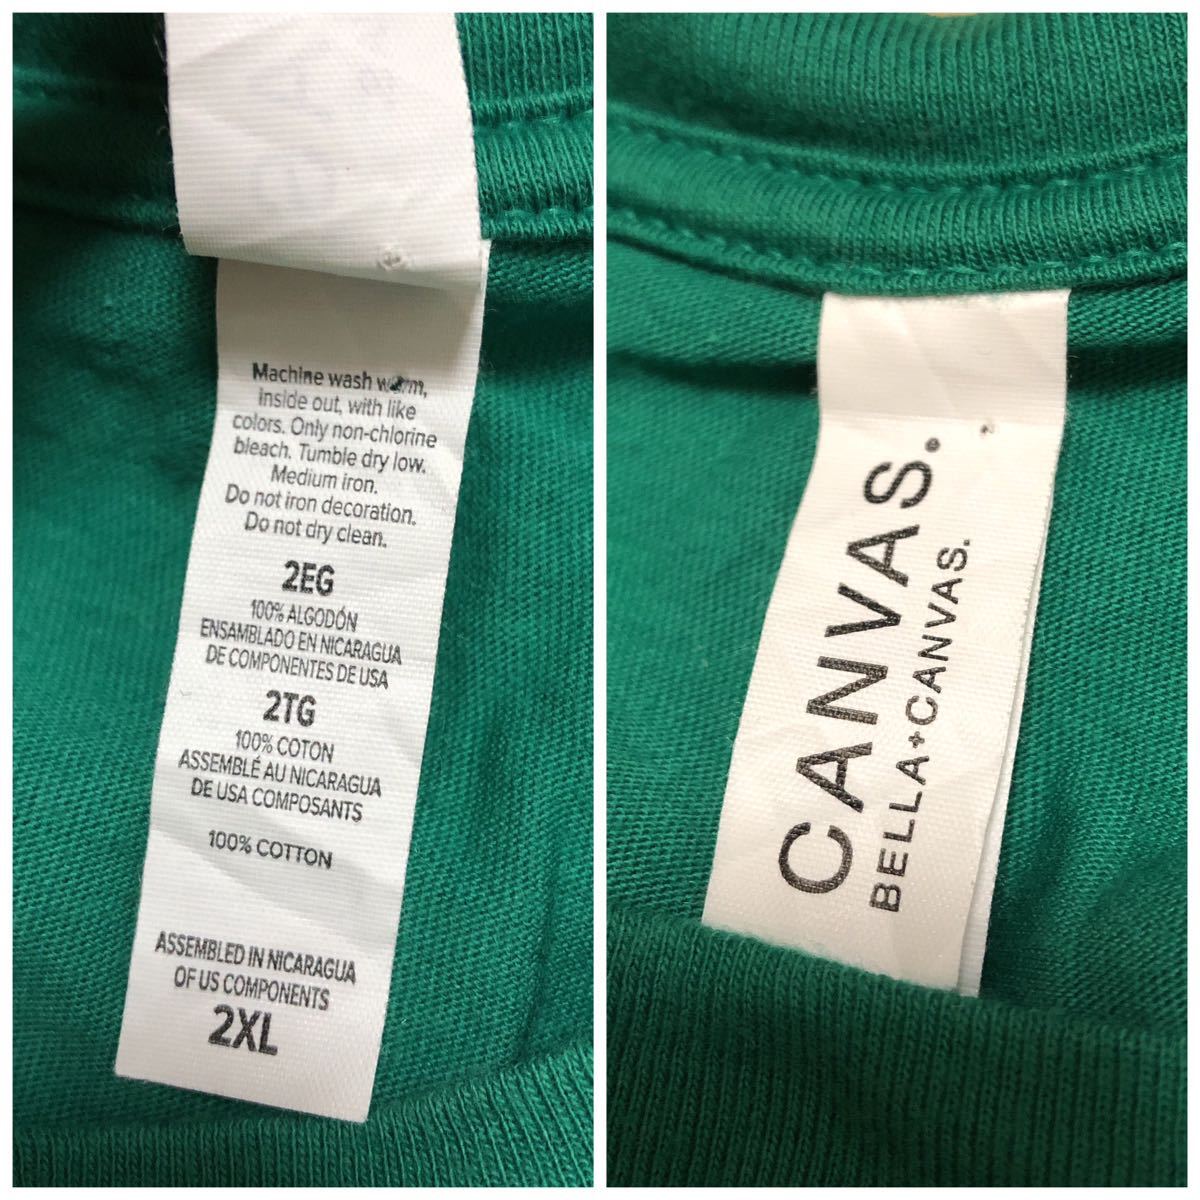 Machine wash warm,
inside out, with like
colors. Only non-chlorine
bleach. Tumble dry low.
Medium iron.
Do not iron decoration.
Do not dry clean.
2EG
100% ALGODÓN
ENSAMBLADO EN NICARAGUA
DE COMPONENTES DE USA
2TG
100% COTON
ASSEMBLÉ AU NICARAGUA
DE USA COMPOSANTS
100% COTTON
ASSEMBLED IN NICARAGUA
OF US COMPONENTS
2XL
CANVAS.
BELLA+CANVAS.